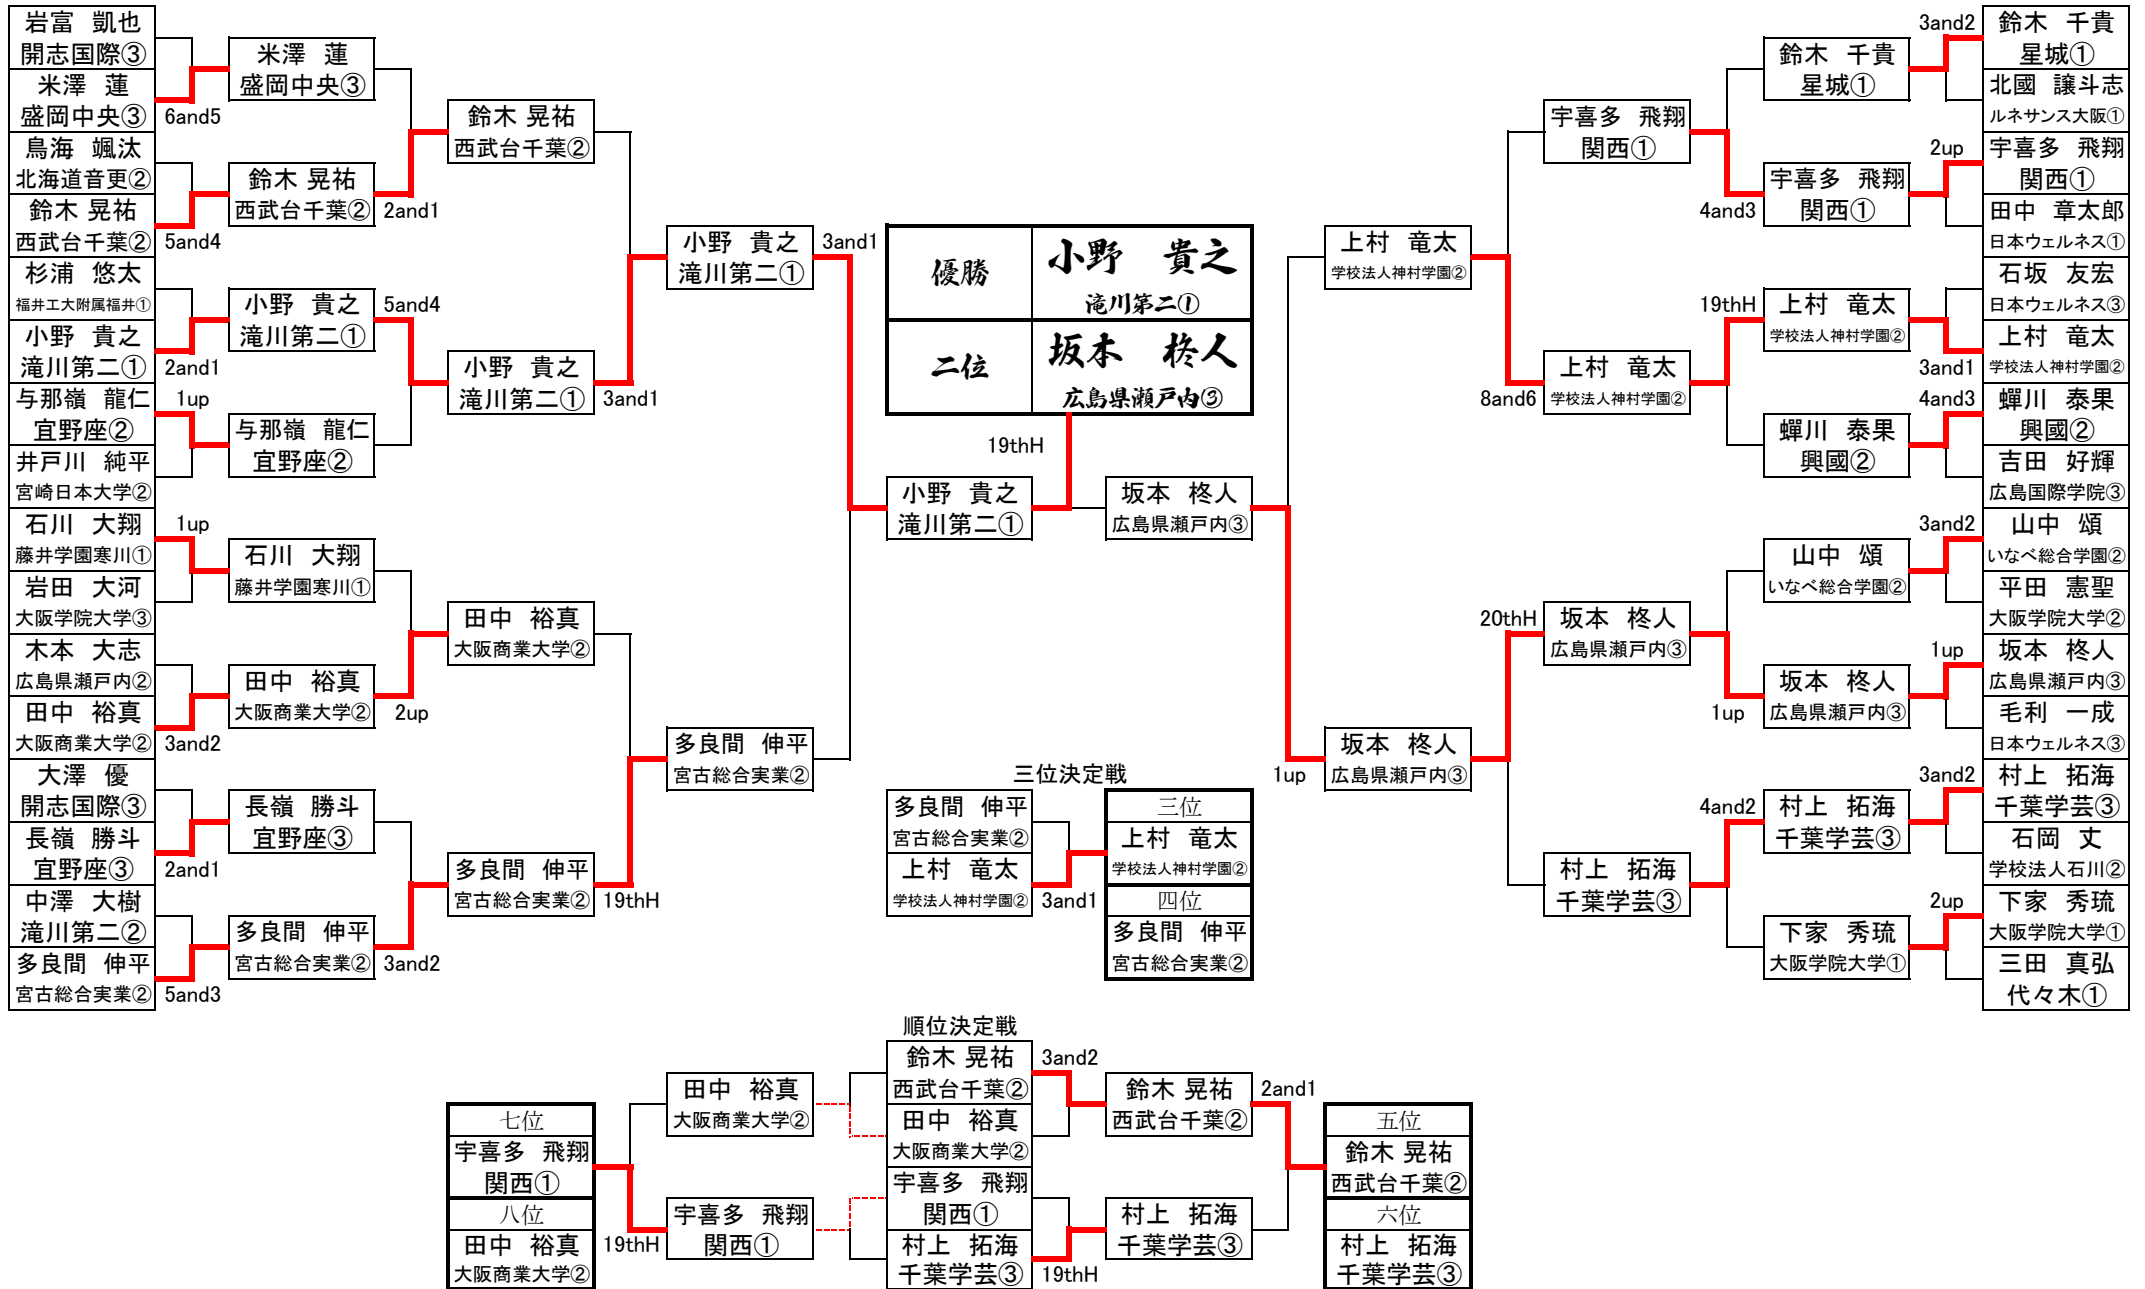 岩富 凱也
開志国際③
米澤 蓮
盛岡中央③
6and5
鳥海 颯汰
北海道音更②
鈴木 晃祐
西武台千葉②
5and4
杉浦 悠太
福井工大附属福井①
小野 貴之
滝川第二①
2and1
与那嶺 龍仁
宜野座②
1up
井戸川 純平
宮崎日本大学②
石川 大翔
藤井学園寒川①
1up
岩田 大河
大阪学院大学③
木本 大志
広島県瀬戸内②
田中 裕真
大阪商業大学②
3and2
大澤 優
開志国際③
長嶺 勝斗
宜野座③
2and1
中澤 大樹
滝川第二②
多良間 伸平
宮古総合実業②
5and3
米澤 蓮
盛岡中央③
鈴木 晃祐
西武台千葉②
2and1
小野 貴之
滝川第二①
5and4
与那嶺 龍仁
宜野座②
石川 大翔
藤井学園寒川①
田中 裕真
大阪商業大学②
2up
長嶺 勝斗
宜野座③
多良間 伸平
宮古総合実業②
3and2
鈴木 晃祐
西武台千葉②
小野 貴之
滝川第二①
3and1
田中 裕真
大阪商業大学②
多良間 伸平
宮古総合実業②
19thH
小野 貴之
滝川第二①
3and1
多良間 伸平
宮古総合実業②
優勝
小野 貴之
滝川第二①
二位
坂本 柊人
広島県瀬戸内③
19thH
小野 貴之
滝川第二①
坂本 柊人
広島県瀬戸内③
三位決定戦
多良間 伸平
宮古総合実業②
上村 竜太
学校法人神村学園②
3and1
三位
上村 竜太
学校法人神村学園②
四位
多良間 伸平
宮古総合実業②
上村 竜太
学校法人神村学園②
坂本 柊人
広島県瀬戸内③
1up
宇喜多 飛翔
関西①
上村 竜太
学校法人神村学園②
8and6
坂本 柊人
広島県瀬戸内③
20thH
村上 拓海
千葉学芸③
鈴木 千貴
星城①
宇喜多 飛翔
関西①
4and3
上村 竜太
学校法人神村学園②
19thH
蟬川 泰果
興國②
山中 頌
いなべ総合学園②
坂本 柊人
広島県瀬戸内③
1up
村上 拓海
千葉学芸③
4and2
下家 秀琉
大阪学院大学①
3and2
鈴木 千貴
星城①
北國 譲斗志
ルネサンス大阪①
2up
宇喜多 飛翔
関西①
田中 章太郎
日本ウェルネス①
石坂 友宏
日本ウェルネス③
上村 竜太
学校法人神村学園②
3and1
4and3
蟬川 泰果
興國②
吉田 好輝
広島国際学院③
3and2
山中 頌
いなべ総合学園②
平田 憲聖
大阪学院大学②
1up
坂本 柊人
広島県瀬戸内③
毛利 一成
日本ウェルネス③
3and2
村上 拓海
千葉学芸③
石岡 丈
学校法人石川②
2up
下家 秀琉
大阪学院大学①
三田 真弘
代々木①
順位決定戦
鈴木 晃祐
西武台千葉②
3and2
田中 裕真
大阪商業大学②
宇喜多 飛翔
関西①
村上 拓海
千葉学芸③
19thH
田中 裕真
大阪商業大学②
宇喜多 飛翔
関西①
19thH
七位
宇喜多 飛翔
関西①
八位
田中 裕真
大阪商業大学②
鈴木 晃祐
西武台千葉②
2and1
村上 拓海
千葉学芸③
五位
鈴木 晃祐
西武台千葉②
六位
村上 拓海
千葉学芸③